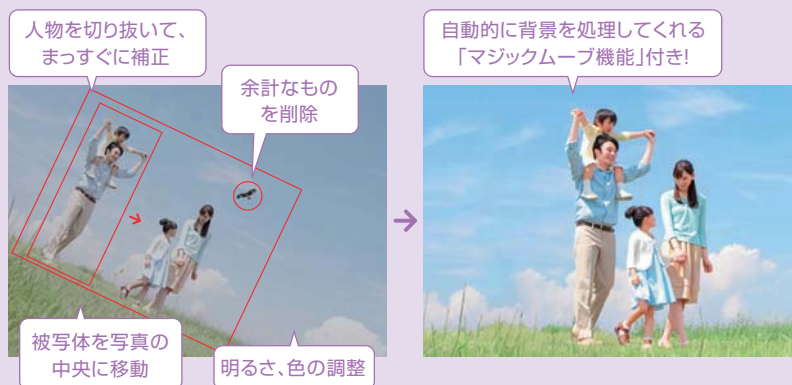 人物を切り抜いて、
まっすぐに補正
余計なもの
を削除
被写体を写真の
中央に移動
明るさ、色の調整
自動的に背景を処理してくれる
「マジックムーブ機能」付き!